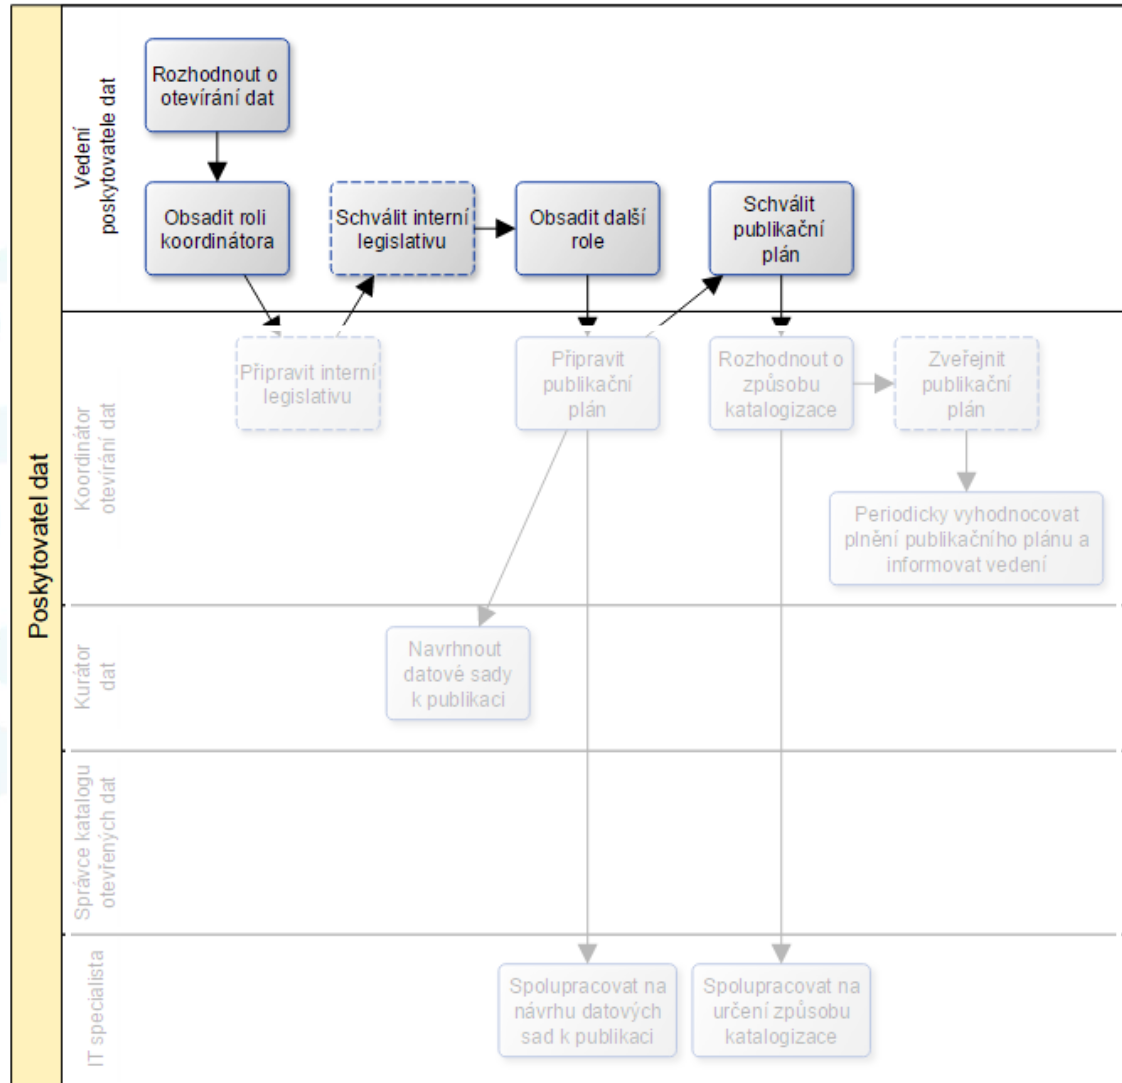 Poskytovatel dat
Vedení
poskytovatele dat
Rozhodnout o
otevírání dat
Obsadit roli
koordinátora
Schválit interní
legislativu
Obsadit další
role
Schválit
publikační
plán
Koordinátor
otevírání dat
Připravit interní
legislativu
Připravit
publikační
plán
Rozhodnout o
způsobu
katalogizace
Zveřejnit
publikační
plán
Periodicky vyhodnocovat
plnění publikačního plánu a
informovat vedení
Kurátor
dat
Navrhnout
datové sady
k publikaci
Správce katalogu
otevřených dat
IT specialista
Spolupracovat na
návrhu datových
sad k publikaci
Spolupracovat na
určení způsobu
katalogizace